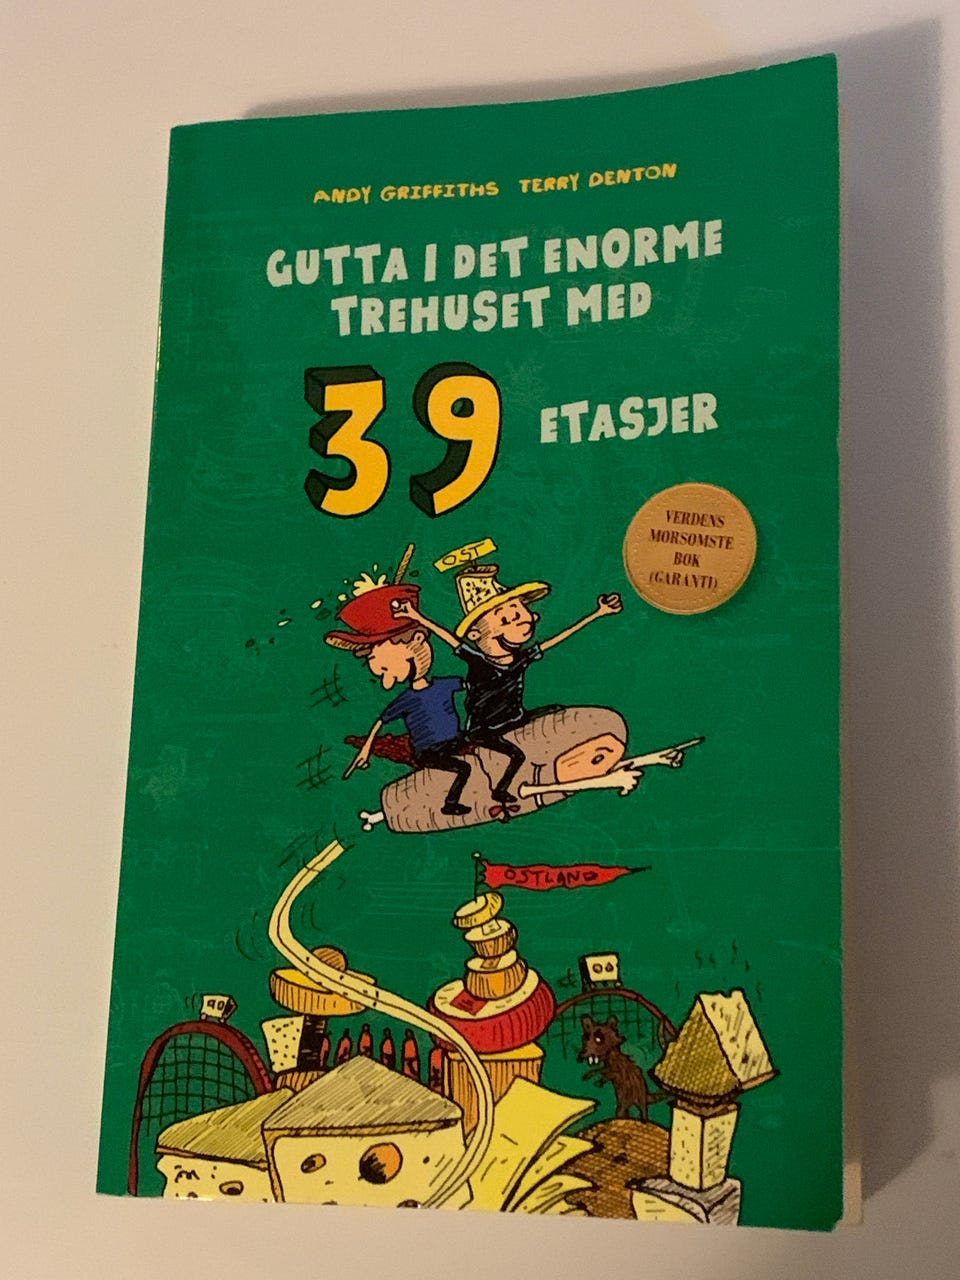 ANDY GRIFFITHS TERRY DENTON
GUTTA I DET ENORME
TREHUSET MED
39 ETASJER
VERDENS
MORSOMSTE
BOK
(GARANTI)
OST
OSTLAND